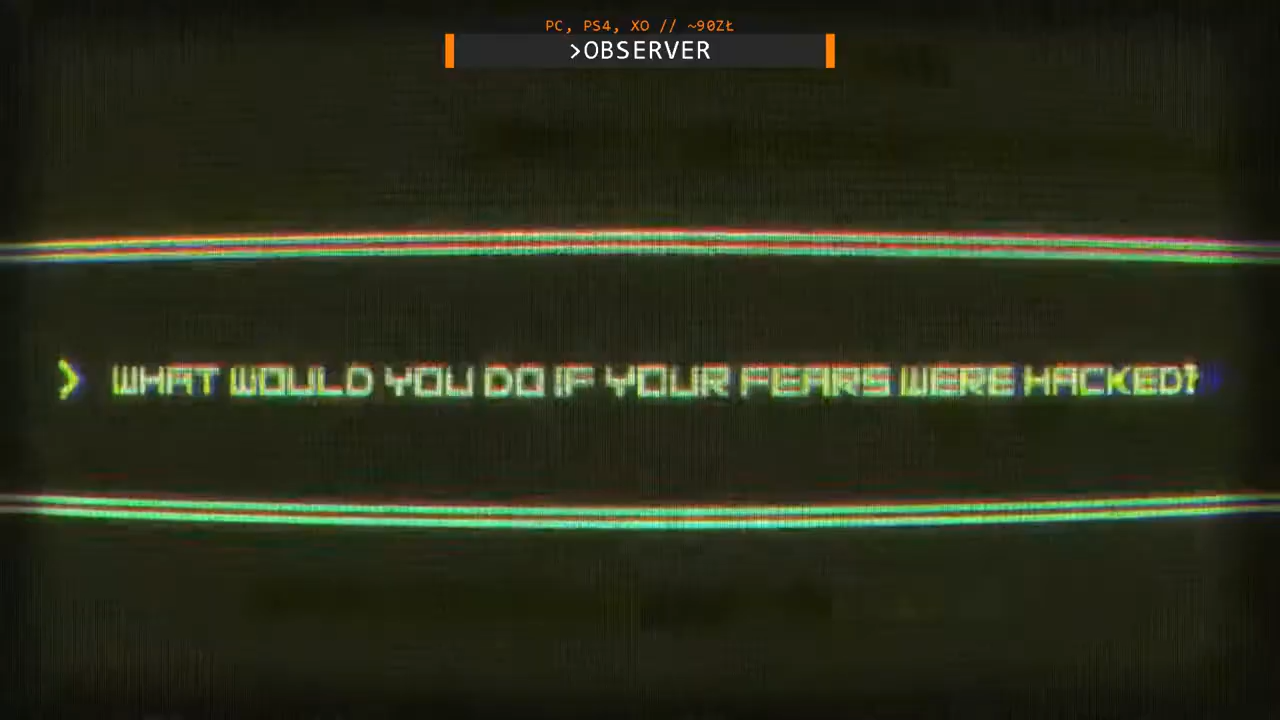 PC, PS4, XO // ~90ZŁ
>OBSERVER
> WHAT WOULD YOU DO IF YOUR FEARS WERE HACKED?